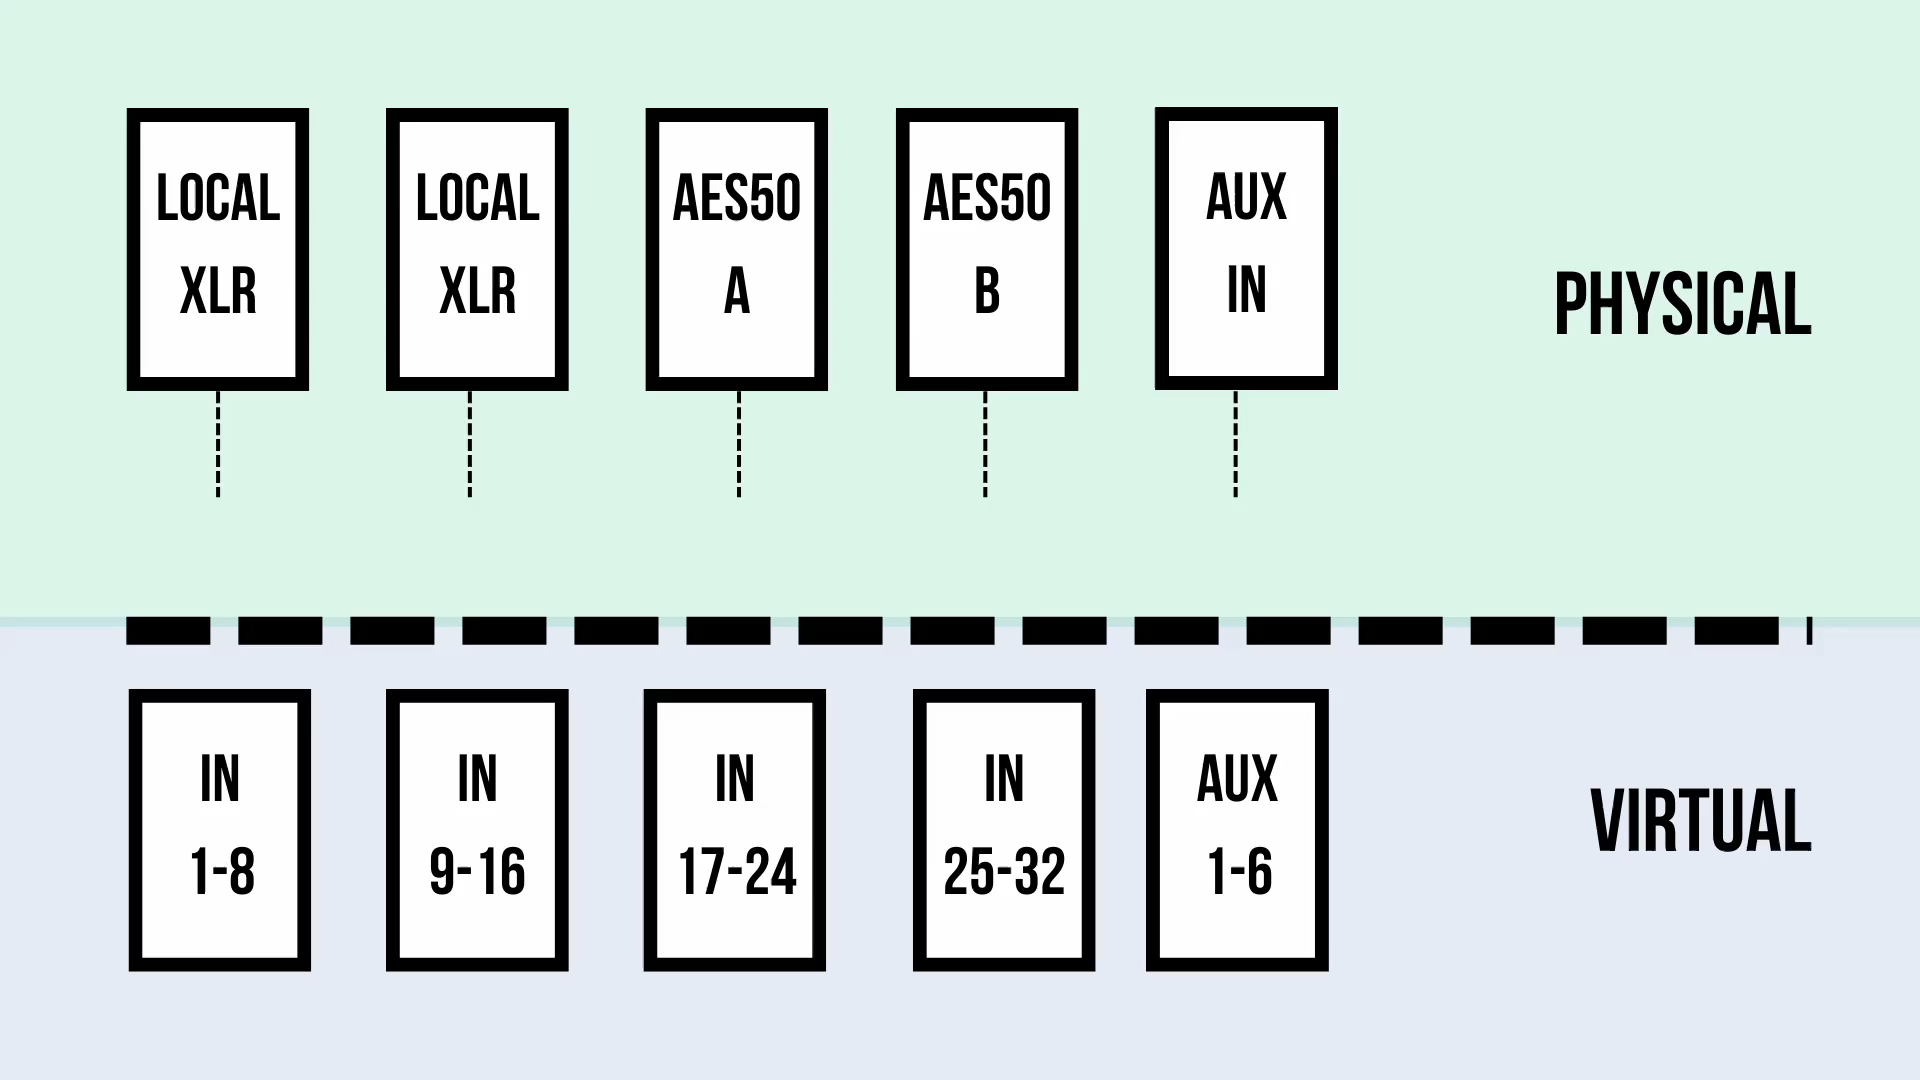 LOCAL
XLR
LOCAL
XLR
AES50
A
AES50
B
AUX
IN
PHYSICAL
IN
1-8
IN
9-16
IN
17-24
IN
25-32
AUX
1-6
VIRTUAL